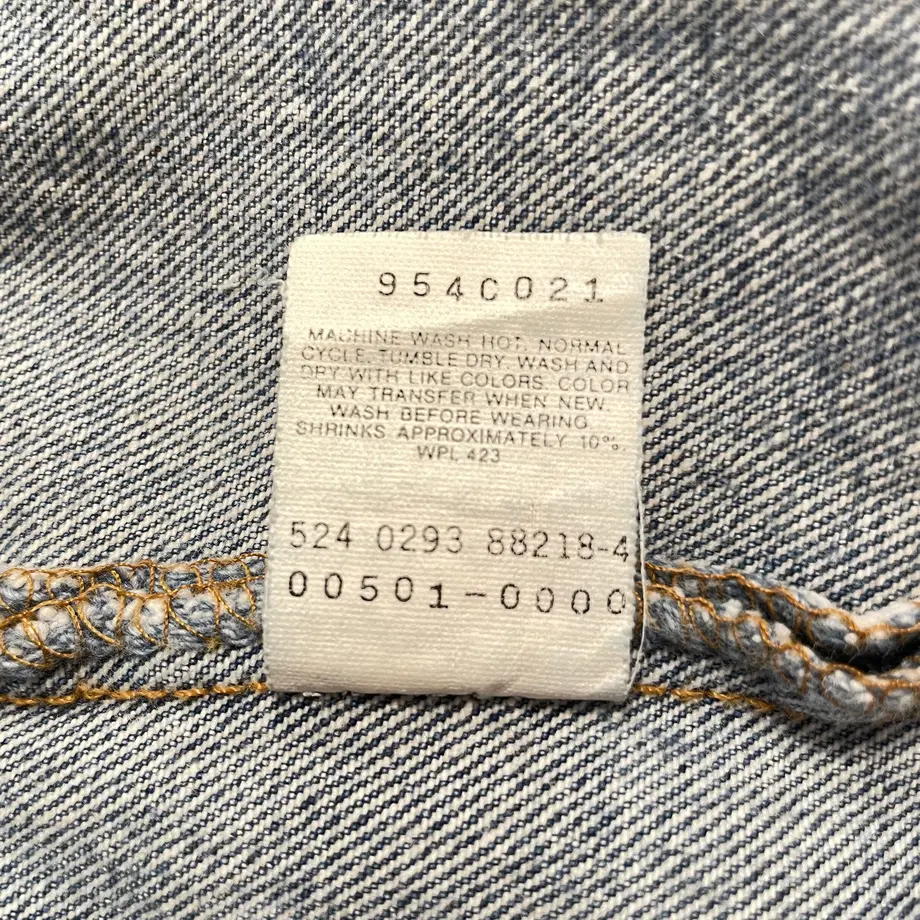 954C021
MACHINE WASH HOT, NORMAL
CYCLE. TUMBLE DRY. WASH AND
DRY WITH LIKE COLORS. COLOR
MAY TRANSFER WHEN NEW.
WASH BEFORE WEARING.
SHRINKS APPROXIMATELY 10%.
WPL 423
524 0293 88218-4
00501-0000